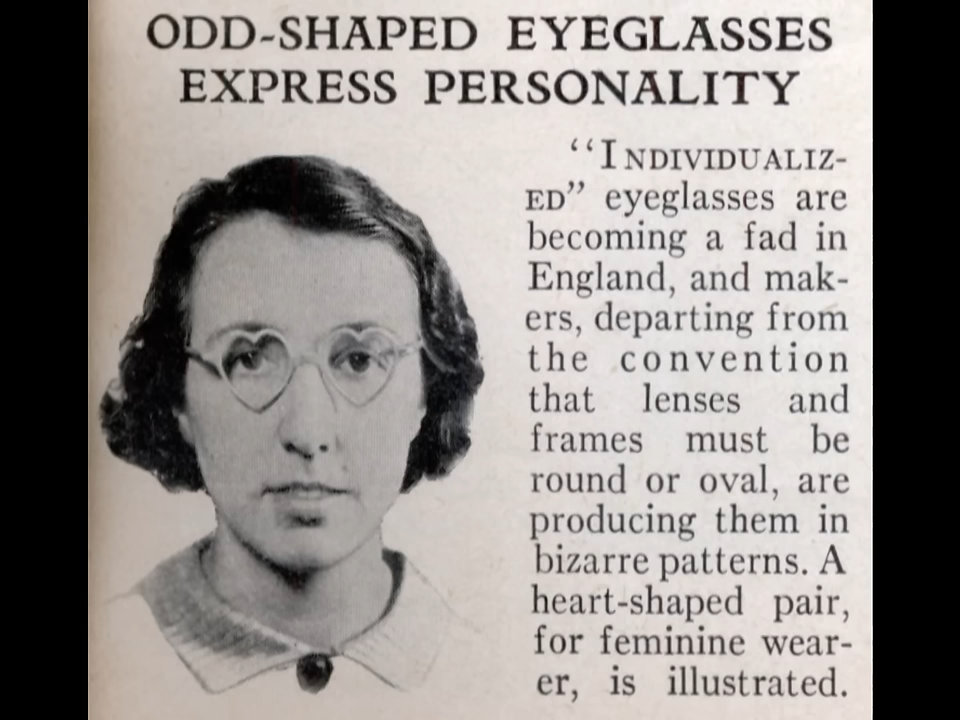 ODD-SHAPED EYEGLASSES
EXPRESS PERSONALITY
“INDIVIDUALIZ-
ED” eyeglasses are
becoming a fad in
England, and mak-
ers, departing from
the convention
that lenses and
frames must be
round or oval, are
producing them in
bizarre patterns. A
heart-shaped pair,
for feminine wear-
er, is illustrated.